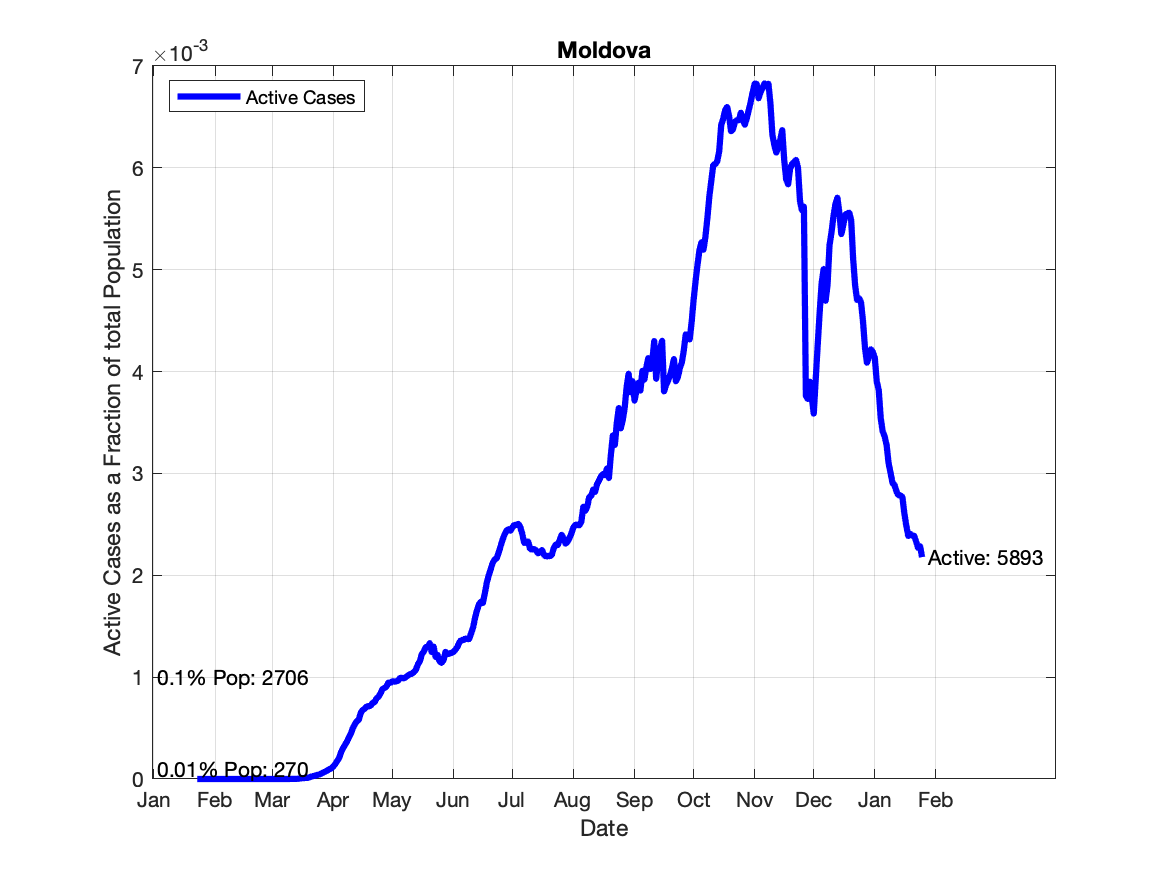 Moldova
×10-3
Active Cases
7
6
5
4
3
2
1
0
Active Cases as a Fraction of total Population
Active: 5893
0.1% Pop: 2706
0.01% Pop: 270
Jan Feb Mar Apr May Jun Jul Aug Sep Oct Nov Dec Jan Feb
Date